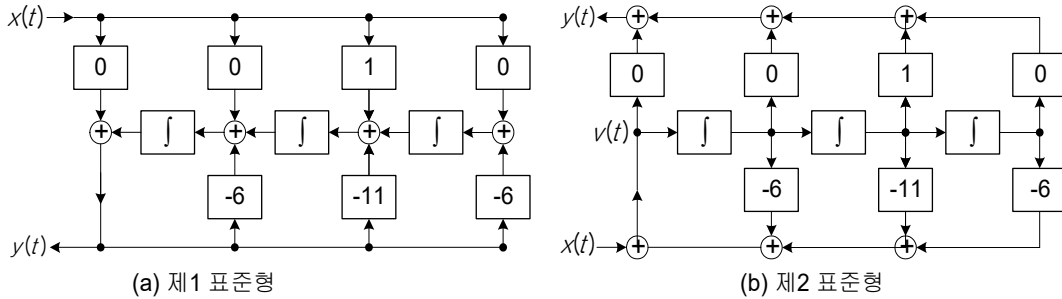 x(t) y(t)
0 0 1 0 0 0 1 0
+ ∫ + ∫ + ∫ + v(t) ∫ ∫ ∫
-6 -11 -6 -6 -11 -6
y(t) x(t)
(a) 제1 표준형 (b) 제2 표준형